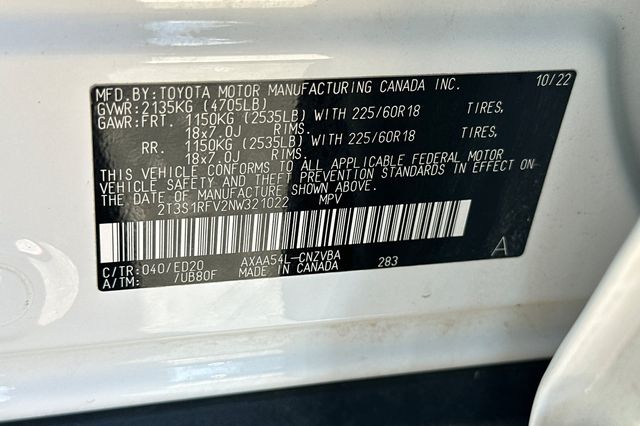 MFD.BY:TOYOTA MOTOR MANUFACTURING CANADA INC. 10/22
GVWR:2135KG (4705LB)
GAWR:FRT. 1150KG (2535LB) WITH 225/60R18 TIRES,
18x7.0J RIMS.
RR. 1150KG (2535LB) WITH 225/60R18 TIRES,
18x7.0J RIMS.
THIS VEHICLE CONFORMS TO ALL APPLICABLE FEDERAL MOTOR
VEHICLE SAFETY AND THEFT PREVENTION STANDARDS IN EFFECT ON
THE DATE OF MANUFACTURE SHOWN ABOVE.
2T3S1RFV2NW321022 MPV
C/TR:040/ED20 AXAA54L-CNZVBA 283 A
A/TM: /UB80F MADE IN CANADA